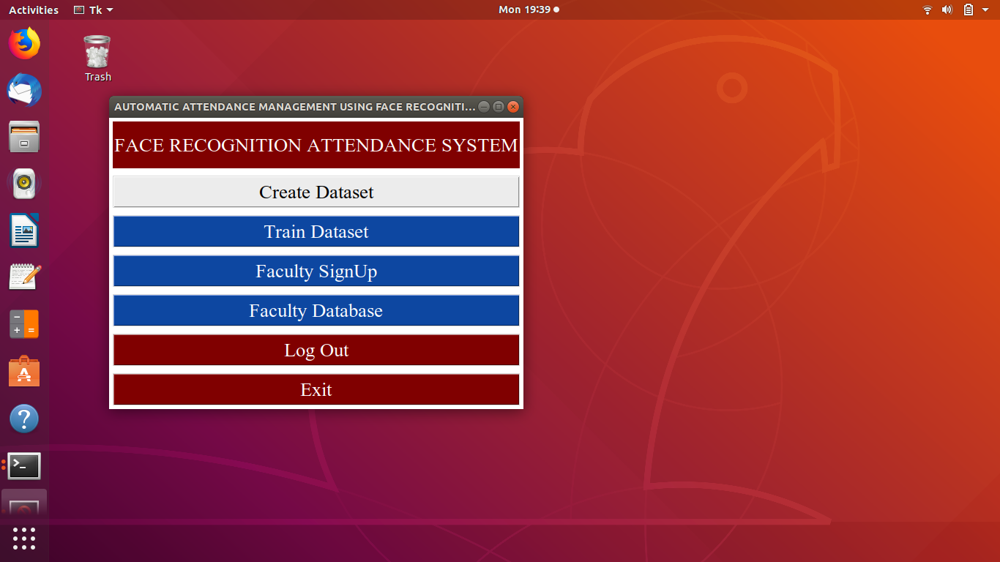 Activities
Tk
Mon 19:39
Trash
AUTOMATIC ATTENDANCE MANAGEMENT USING FACE RECOGNITI...
FACE RECOGNITION ATTENDANCE SYSTEM
Create Dataset
Train Dataset
Faculty SignUp
Faculty Database
Log Out
Exit